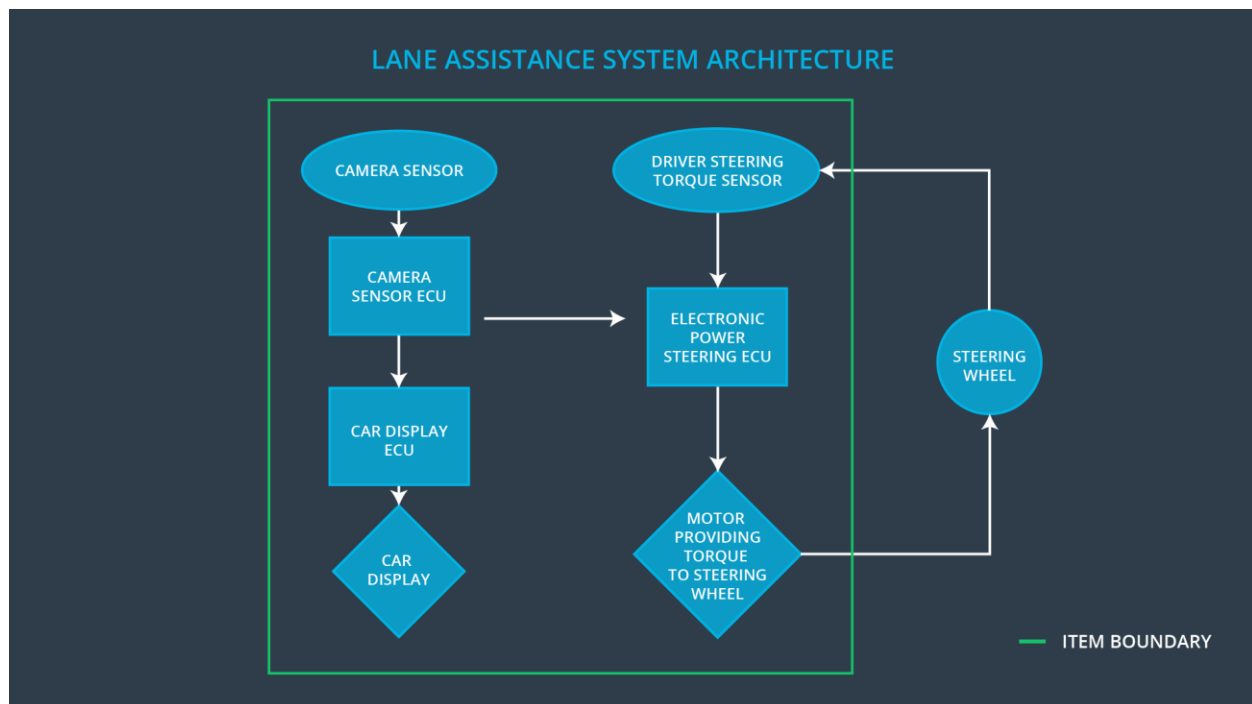 LANE ASSISTANCE SYSTEM ARCHITECTURE
CAMERA SENSOR
CAMERA
SENSOR ECU
CAR DISPLAY
ECU
CAR
DISPLAY
DRIVER STEERING
TORQUE SENSOR
ELECTRONIC
POWER
STEERING ECU
MOTOR
PROVIDING
TORQUE
TO STEERING
WHEEL
STEERING
WHEEL
ITEM BOUNDARY